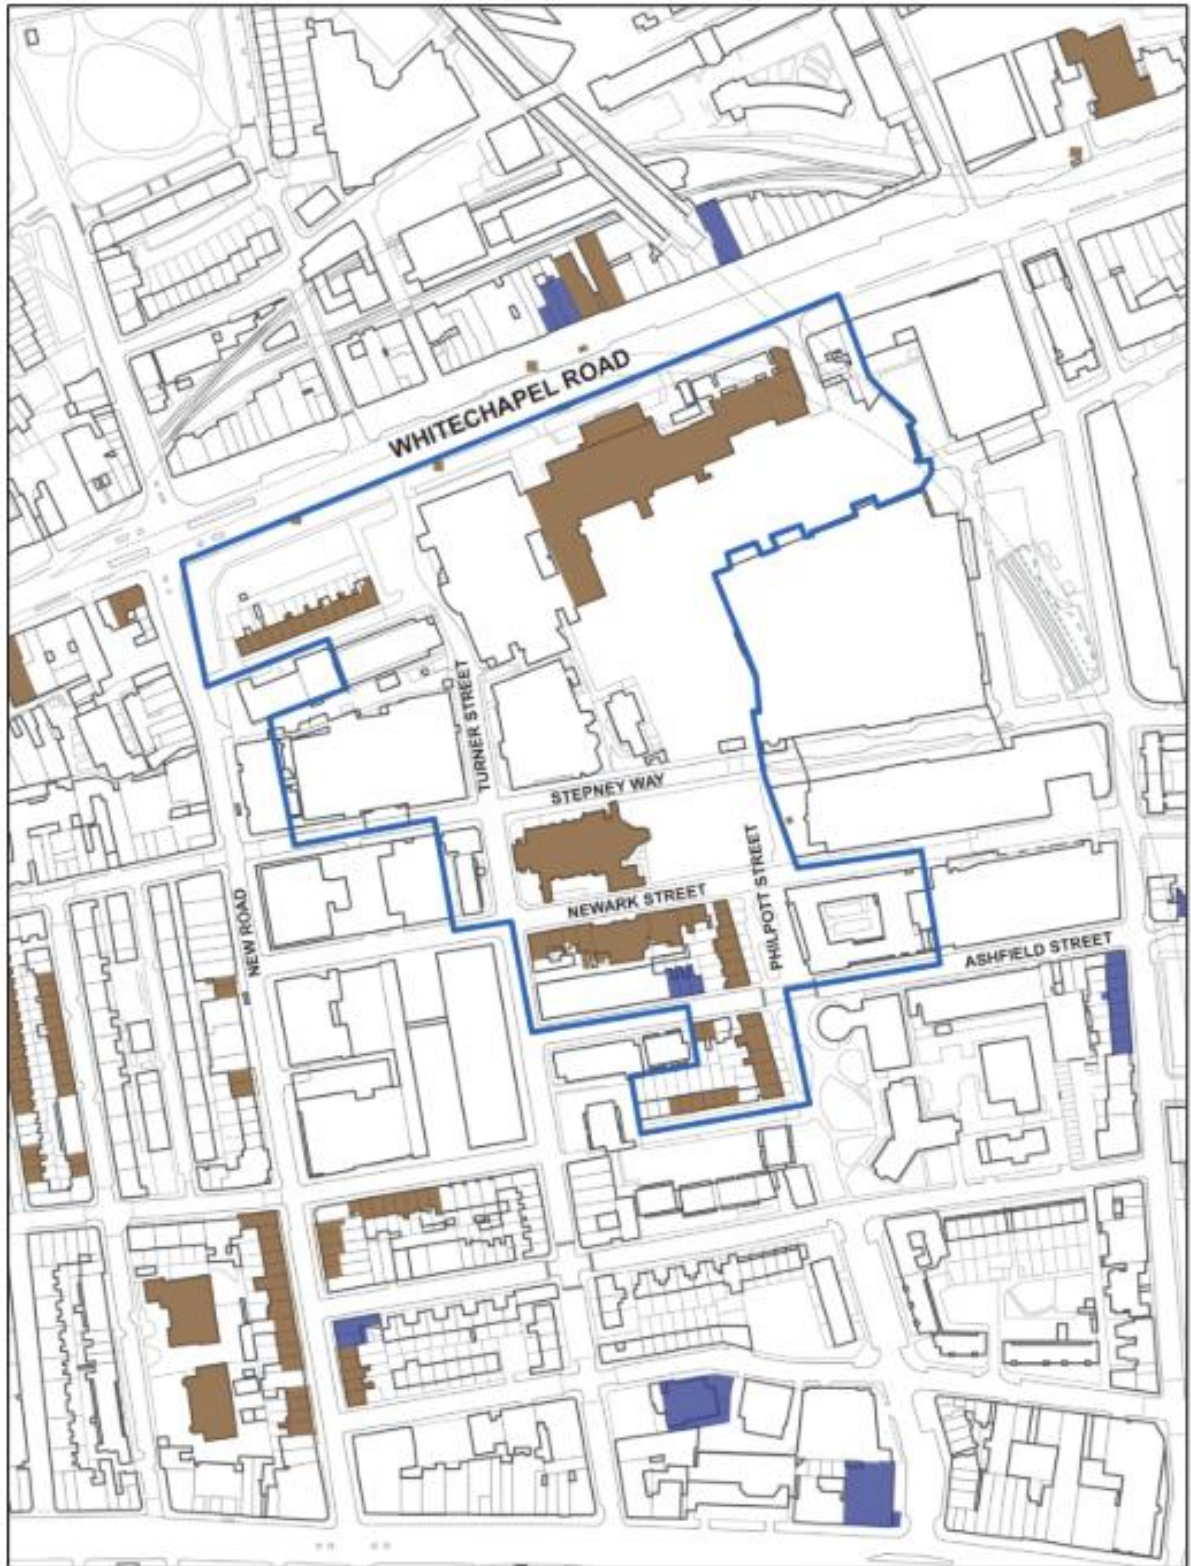 WHITECHAPEL ROAD
TURNER STREET
STEPNEY WAY
PHILPOTT STREET
NEWARK STREET
NEW ROAD
ASHFIELD STREET